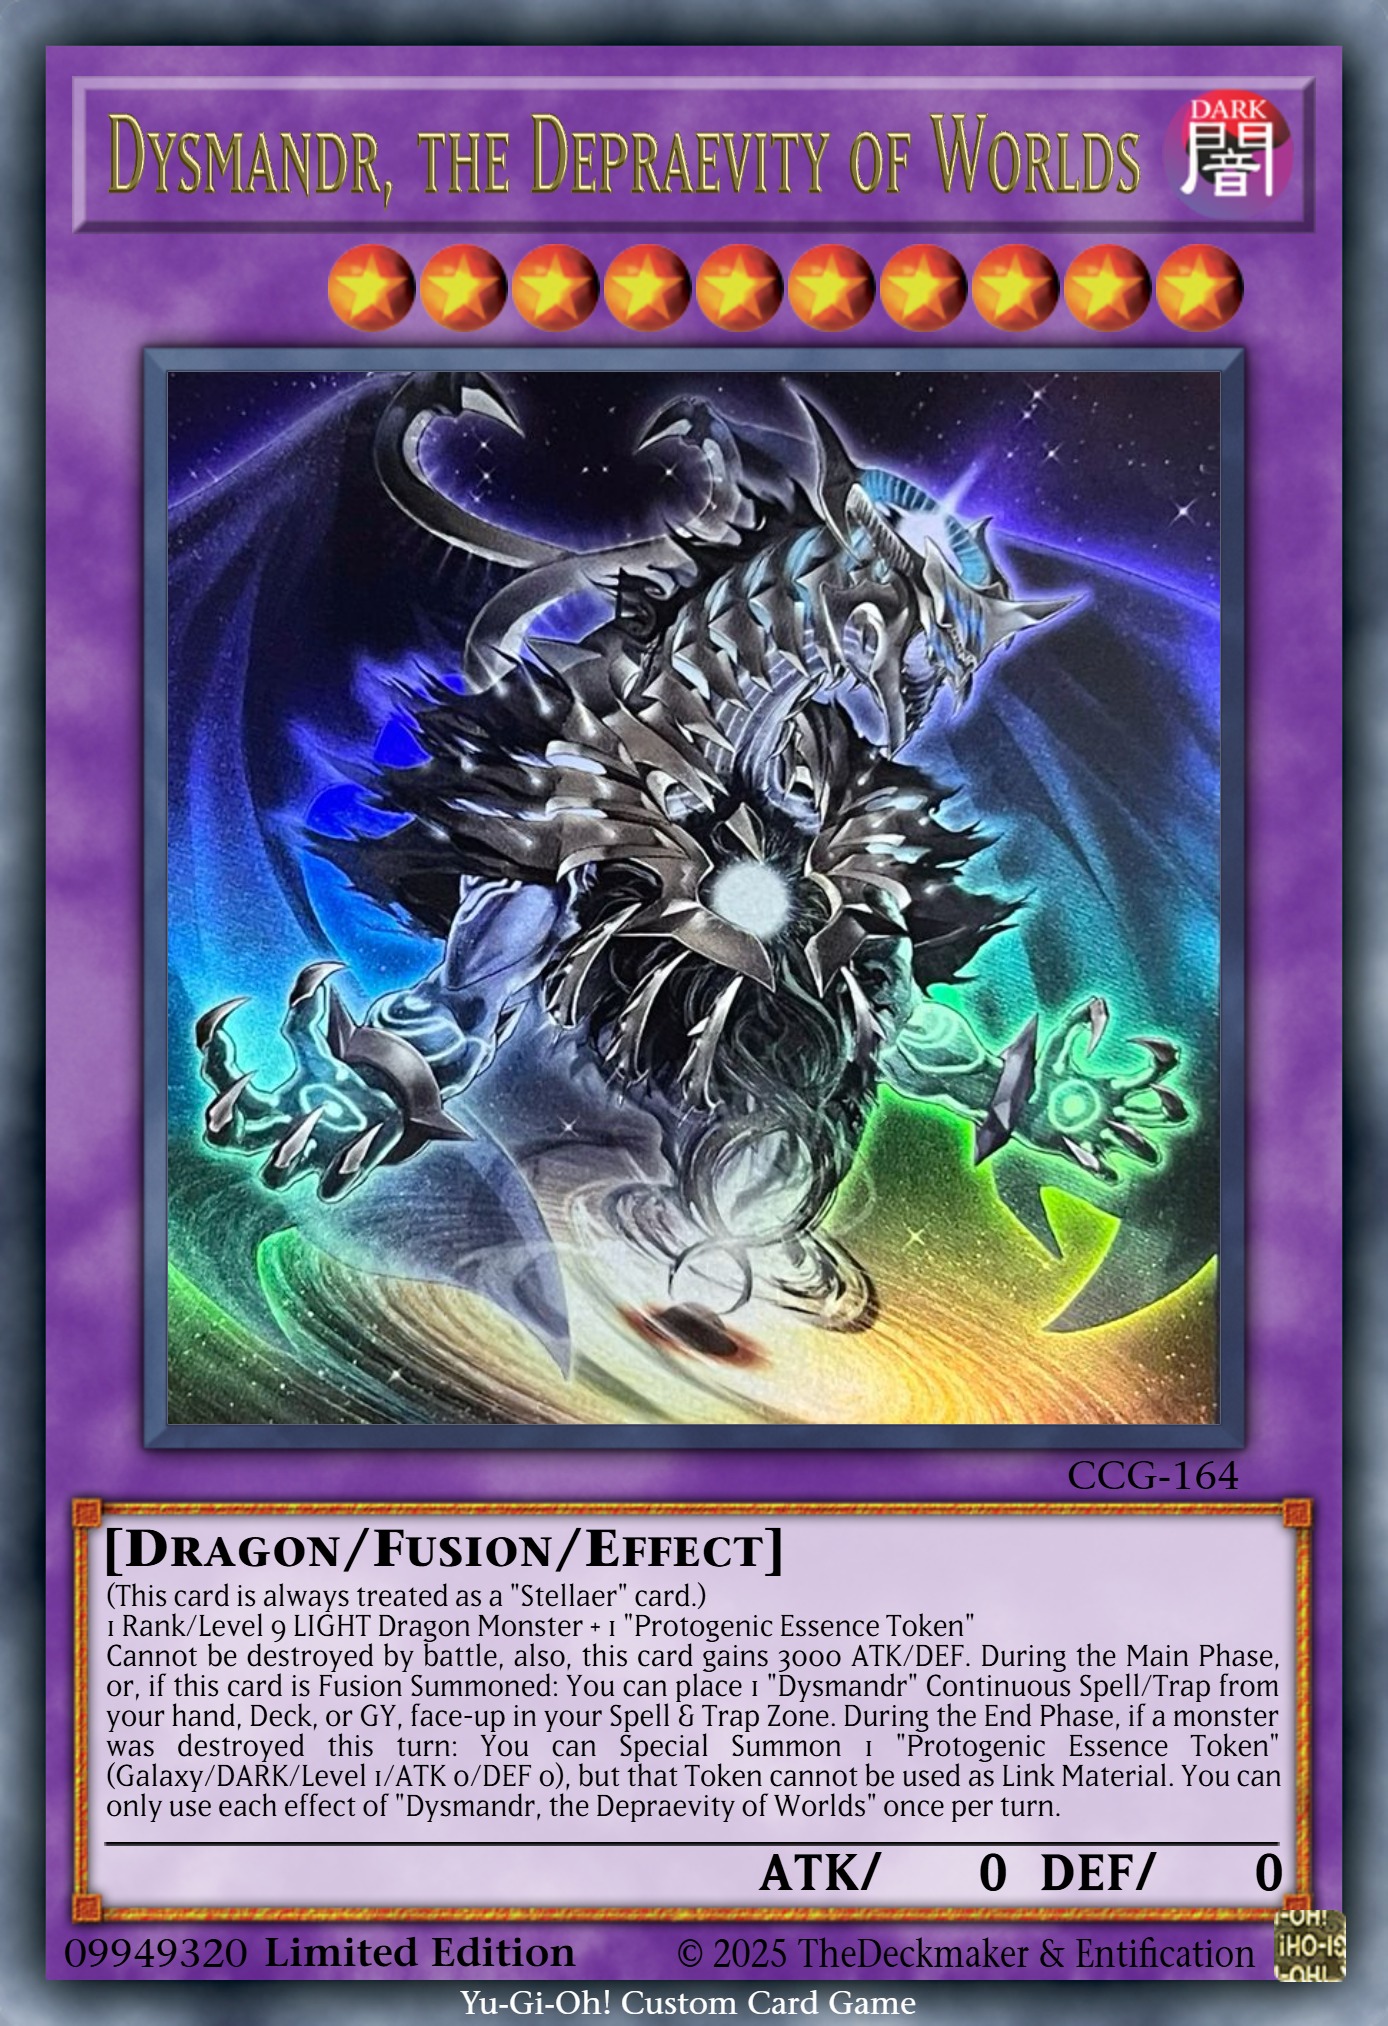 Dysmandr, the Depraevity of Worlds
DARK
闇
CCG-164
[Dragon/Fusion/Effect]
(This card is always treated as a "Stellaer" card.)
1 Rank/Level 9 LIGHT Dragon Monster + 1 "Protogenic Essence Token"
Cannot be destroyed by battle, also, this card gains 3000 ATK/DEF. During the Main Phase,
or, if this card is Fusion Summoned: You can place 1 "Dysmandr" Continuous Spell/Trap from
your hand, Deck, or GY, face-up in your Spell & Trap Zone. During the End Phase, if a monster
was destroyed this turn: You can Special Summon 1 "Protogenic Essence Token"
(Galaxy/DARK/Level 1/ATK 0/DEF 0), but that Token cannot be used as Link Material. You can
only use each effect of "Dysmandr, the Depraevity of Worlds" once per turn.
ATK/ 0 DEF/ 0
09949320 Limited Edition © 2025 TheDeckmaker & Entification
Yu-Gi-Oh! Custom Card Game